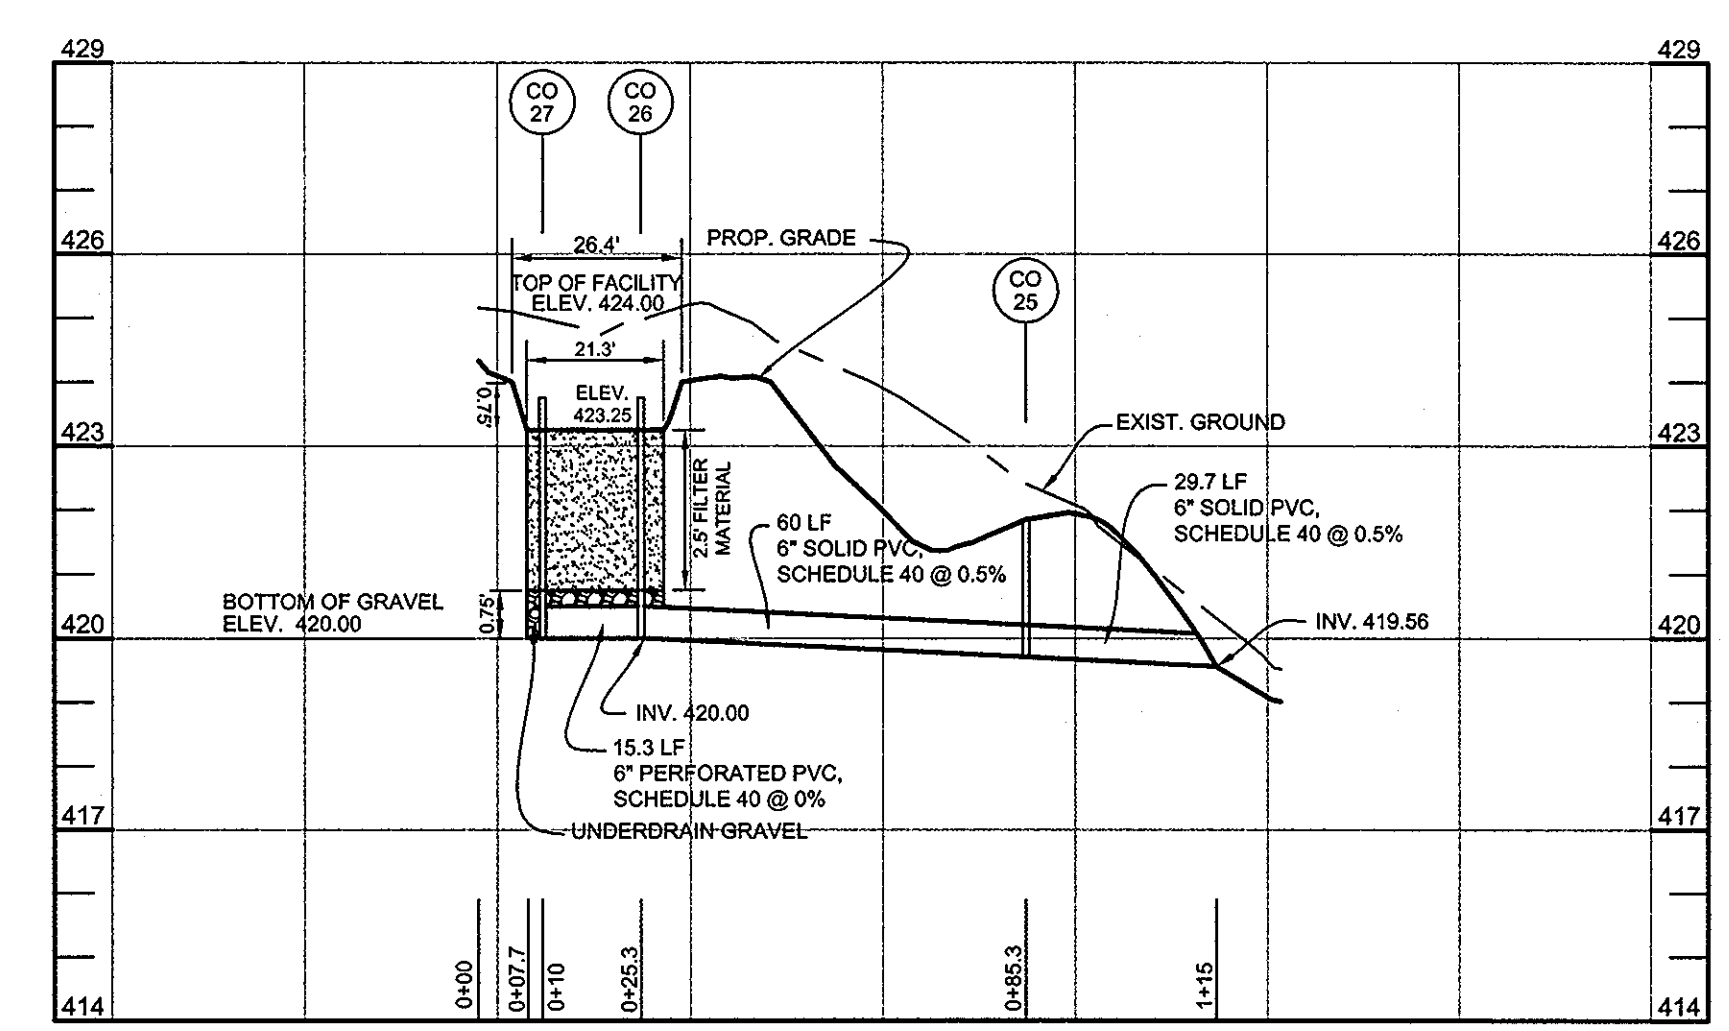 429
429
CO
27
CO
26
426
426
26.4'
PROP. GRADE
TOP OF FACILITY
ELEV. 424.00
CO
25
21.3'
0.75'
ELEV.
423.25
423
423
EXIST. GROUND
2.5' FILTER
MATERIAL
29.7 LF
6" SOLID PVC,
SCHEDULE 40 @ 0.5%
60 LF
6" SOLID PVC,
SCHEDULE 40 @ 0.5%
BOTTOM OF GRAVEL
ELEV. 420.00
0.75'
420
420
INV. 419.56
INV. 420.00
15.3 LF
6" PERFORATED PVC,
SCHEDULE 40 @ 0%
417
417
UNDERDRAIN GRAVEL
0+00
0+07.7
0+10
0+25.3
0+85.3
1+15
414
414